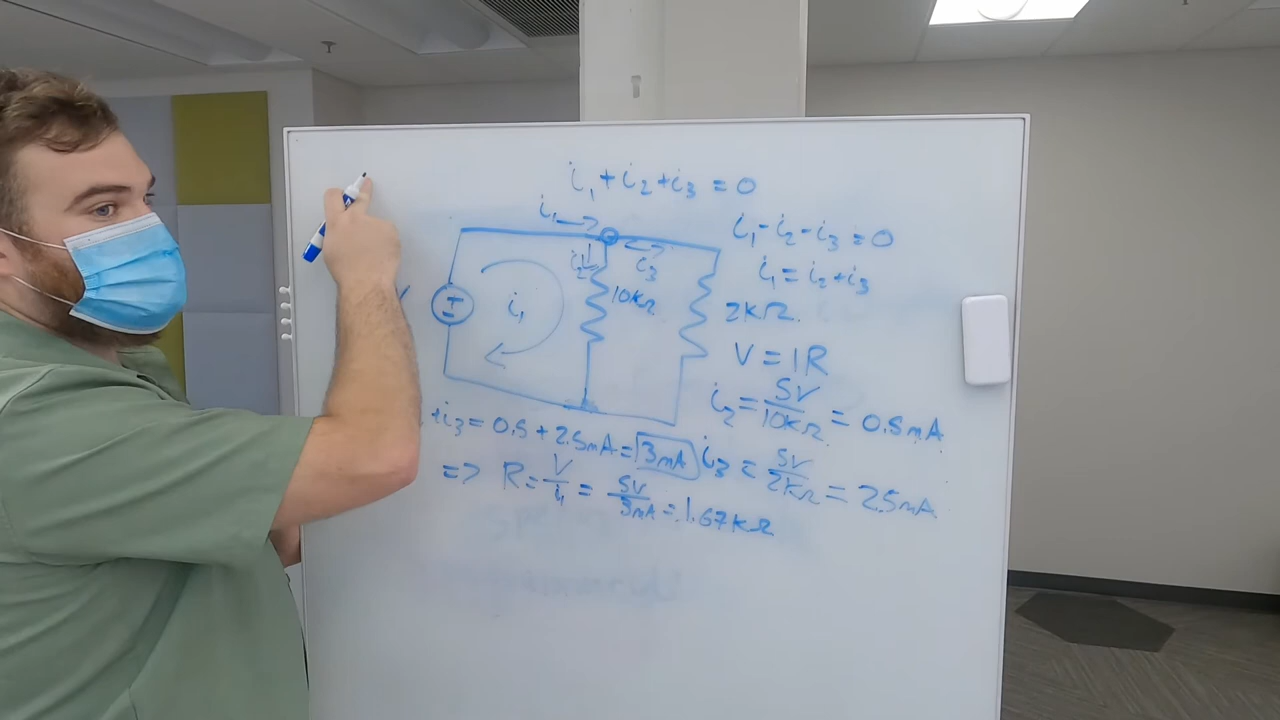 i₁+i₂+i₃=0
i₁
i₁-i₂-i₃=0
i₂
i₃
i₁=i₂+i₃
i₁
10kΩ
2kΩ
V=IR
i₂=5V/10kΩ=0.5mA
+i₃=0.5+2.5mA=3mA
i₃=5V/2kΩ=2.5mA
=> R=V/i₁=5V/3mA=1.67kΩ